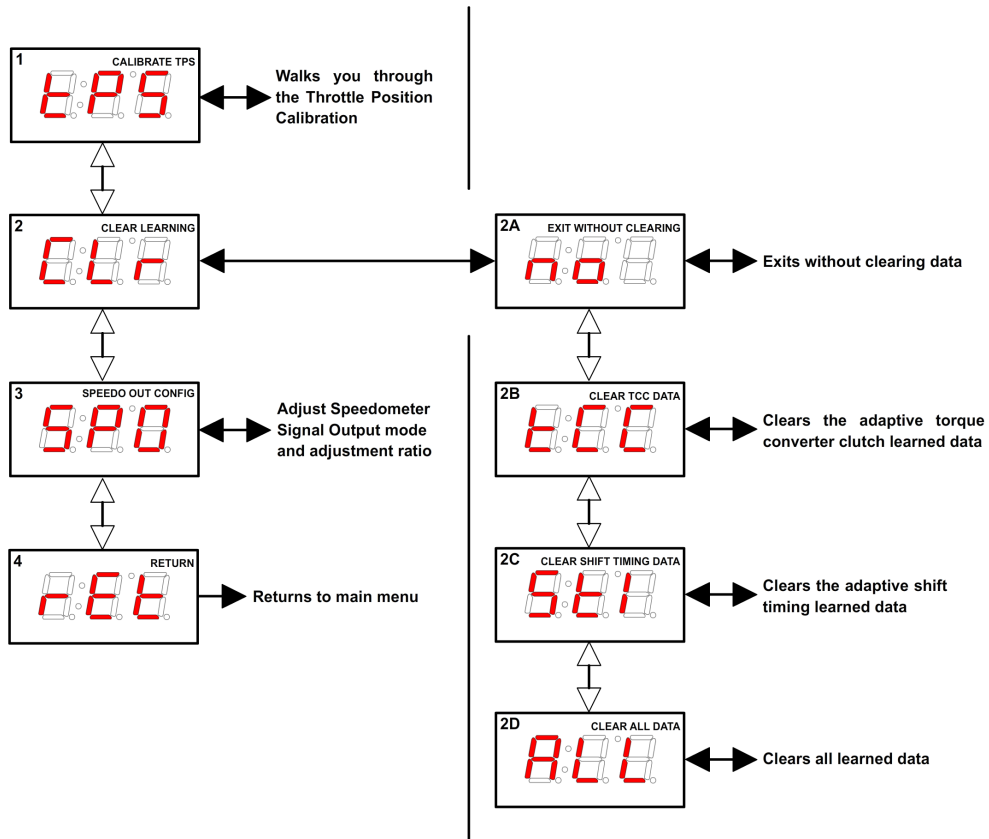 1
CALIBRATE TPS
tPS
Walks you through
the Throttle Position
Calibration
2
CLEAR LEARNING
CLr
3
SPEEDO OUT CONFIG
SPO
Adjust Speedometer
Signal Output mode
and adjustment ratio
4
RETURN
rEt
Returns to main menu
2A
EXIT WITHOUT CLEARING
no
Exits without clearing data
2B
CLEAR TCC DATA
tCC
Clears the adaptive torque
converter clutch learned data
2C
CLEAR SHIFT TIMING DATA
StI
Clears the adaptive shift
timing learned data
2D
CLEAR ALL DATA
ALL
Clears all learned data